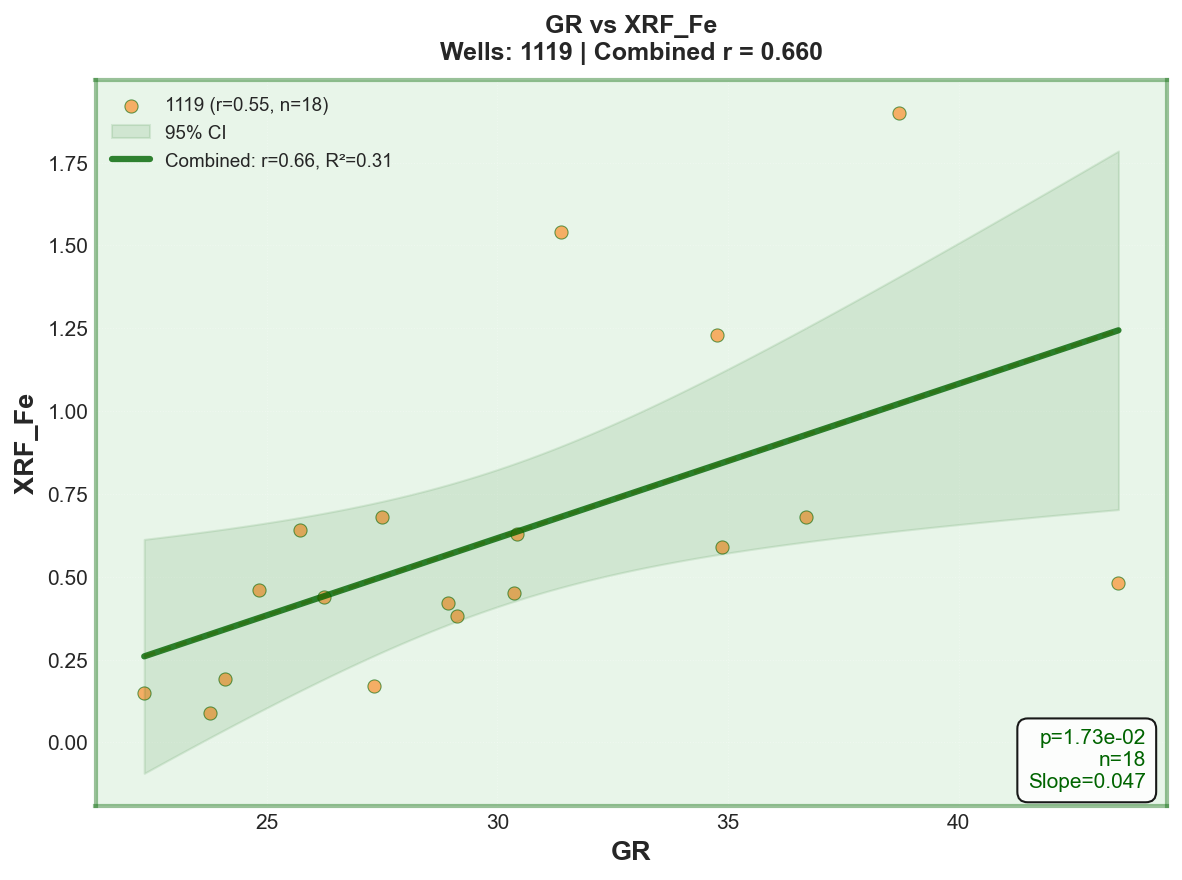 GR vs XRF_Fe
Wells: 1119 | Combined r = 0.660
1119 (r=0.55, n=18)
95% CI
Combined: r=0.66, R²=0.31
1.75
1.50
1.25
1.00
0.75
0.50
0.25
0.00
XRF_Fe
p=1.73e-02
n=18
Slope=0.047
25
30
35
40
GR